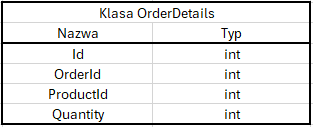 Klasa OrderDetails
Nazwa Typ
Id int
OrderId int
ProductId int
Quantity int